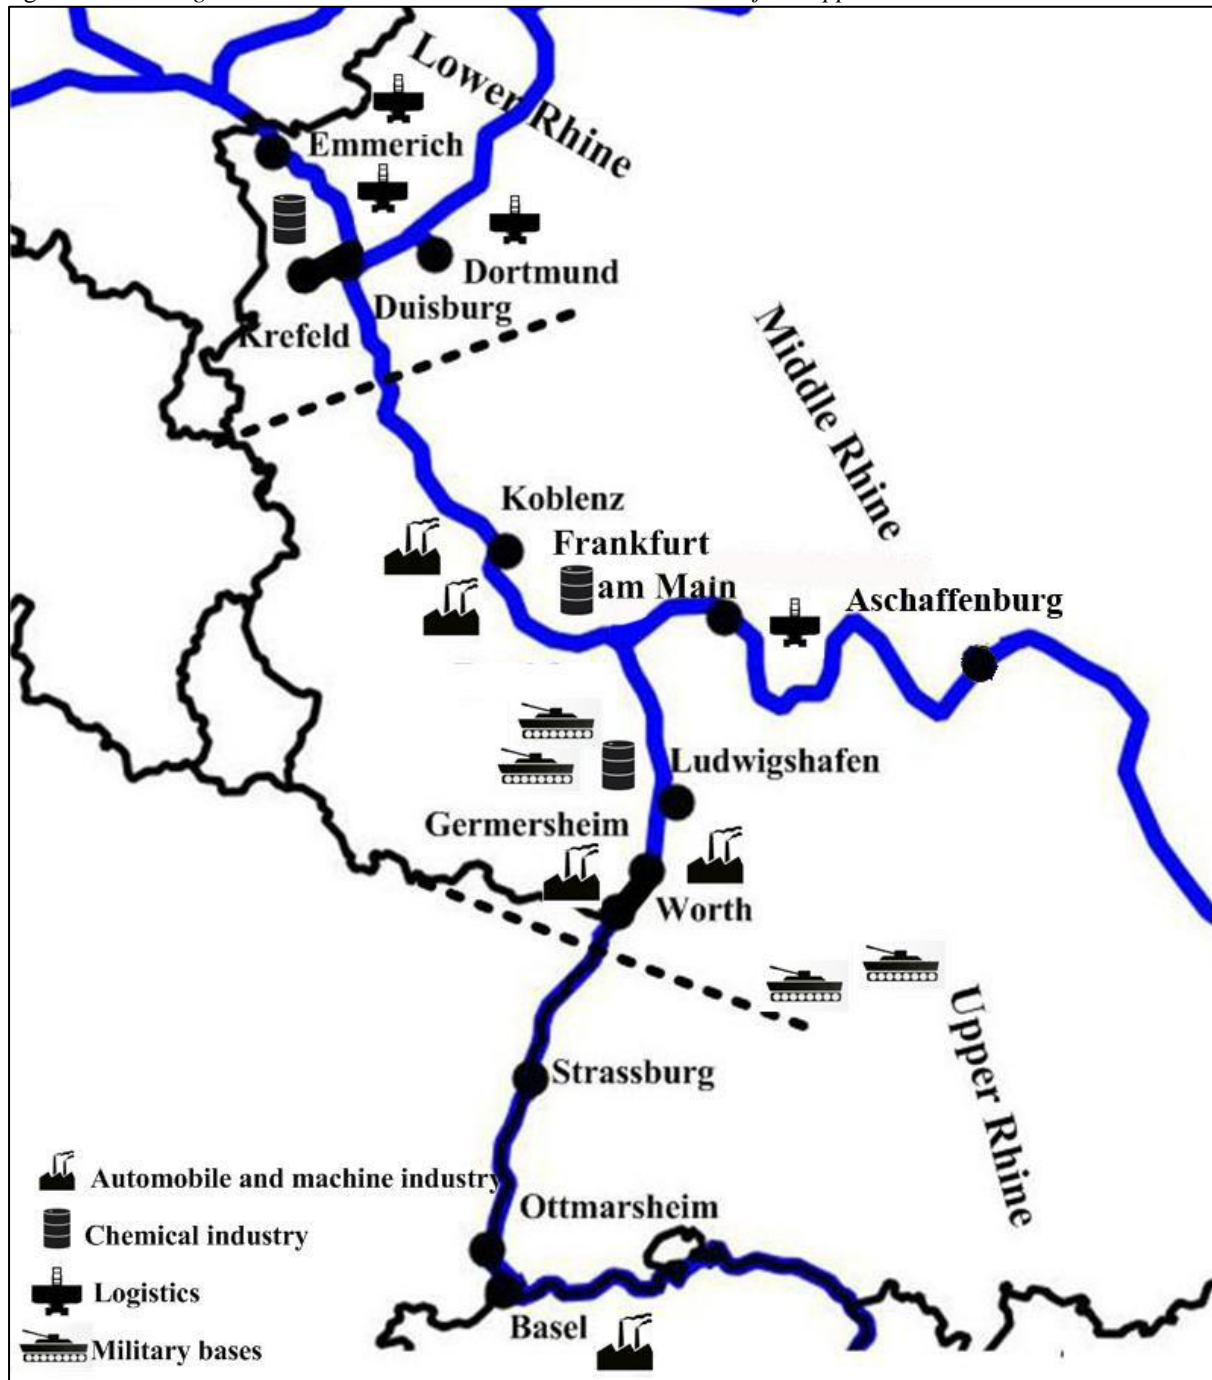 Lower Rhine
Emmerich
Dortmund
Duisburg
Krefeld
Middle Rhine
Koblenz
Frankfurt
am Main
Aschaffenburg
Ludwigshafen
Germersheim
Worth
Upper Rhine
Strassburg
Automobile and machine industry
Ottmarsheim
Chemical industry
Logistics
Basel
Military bases